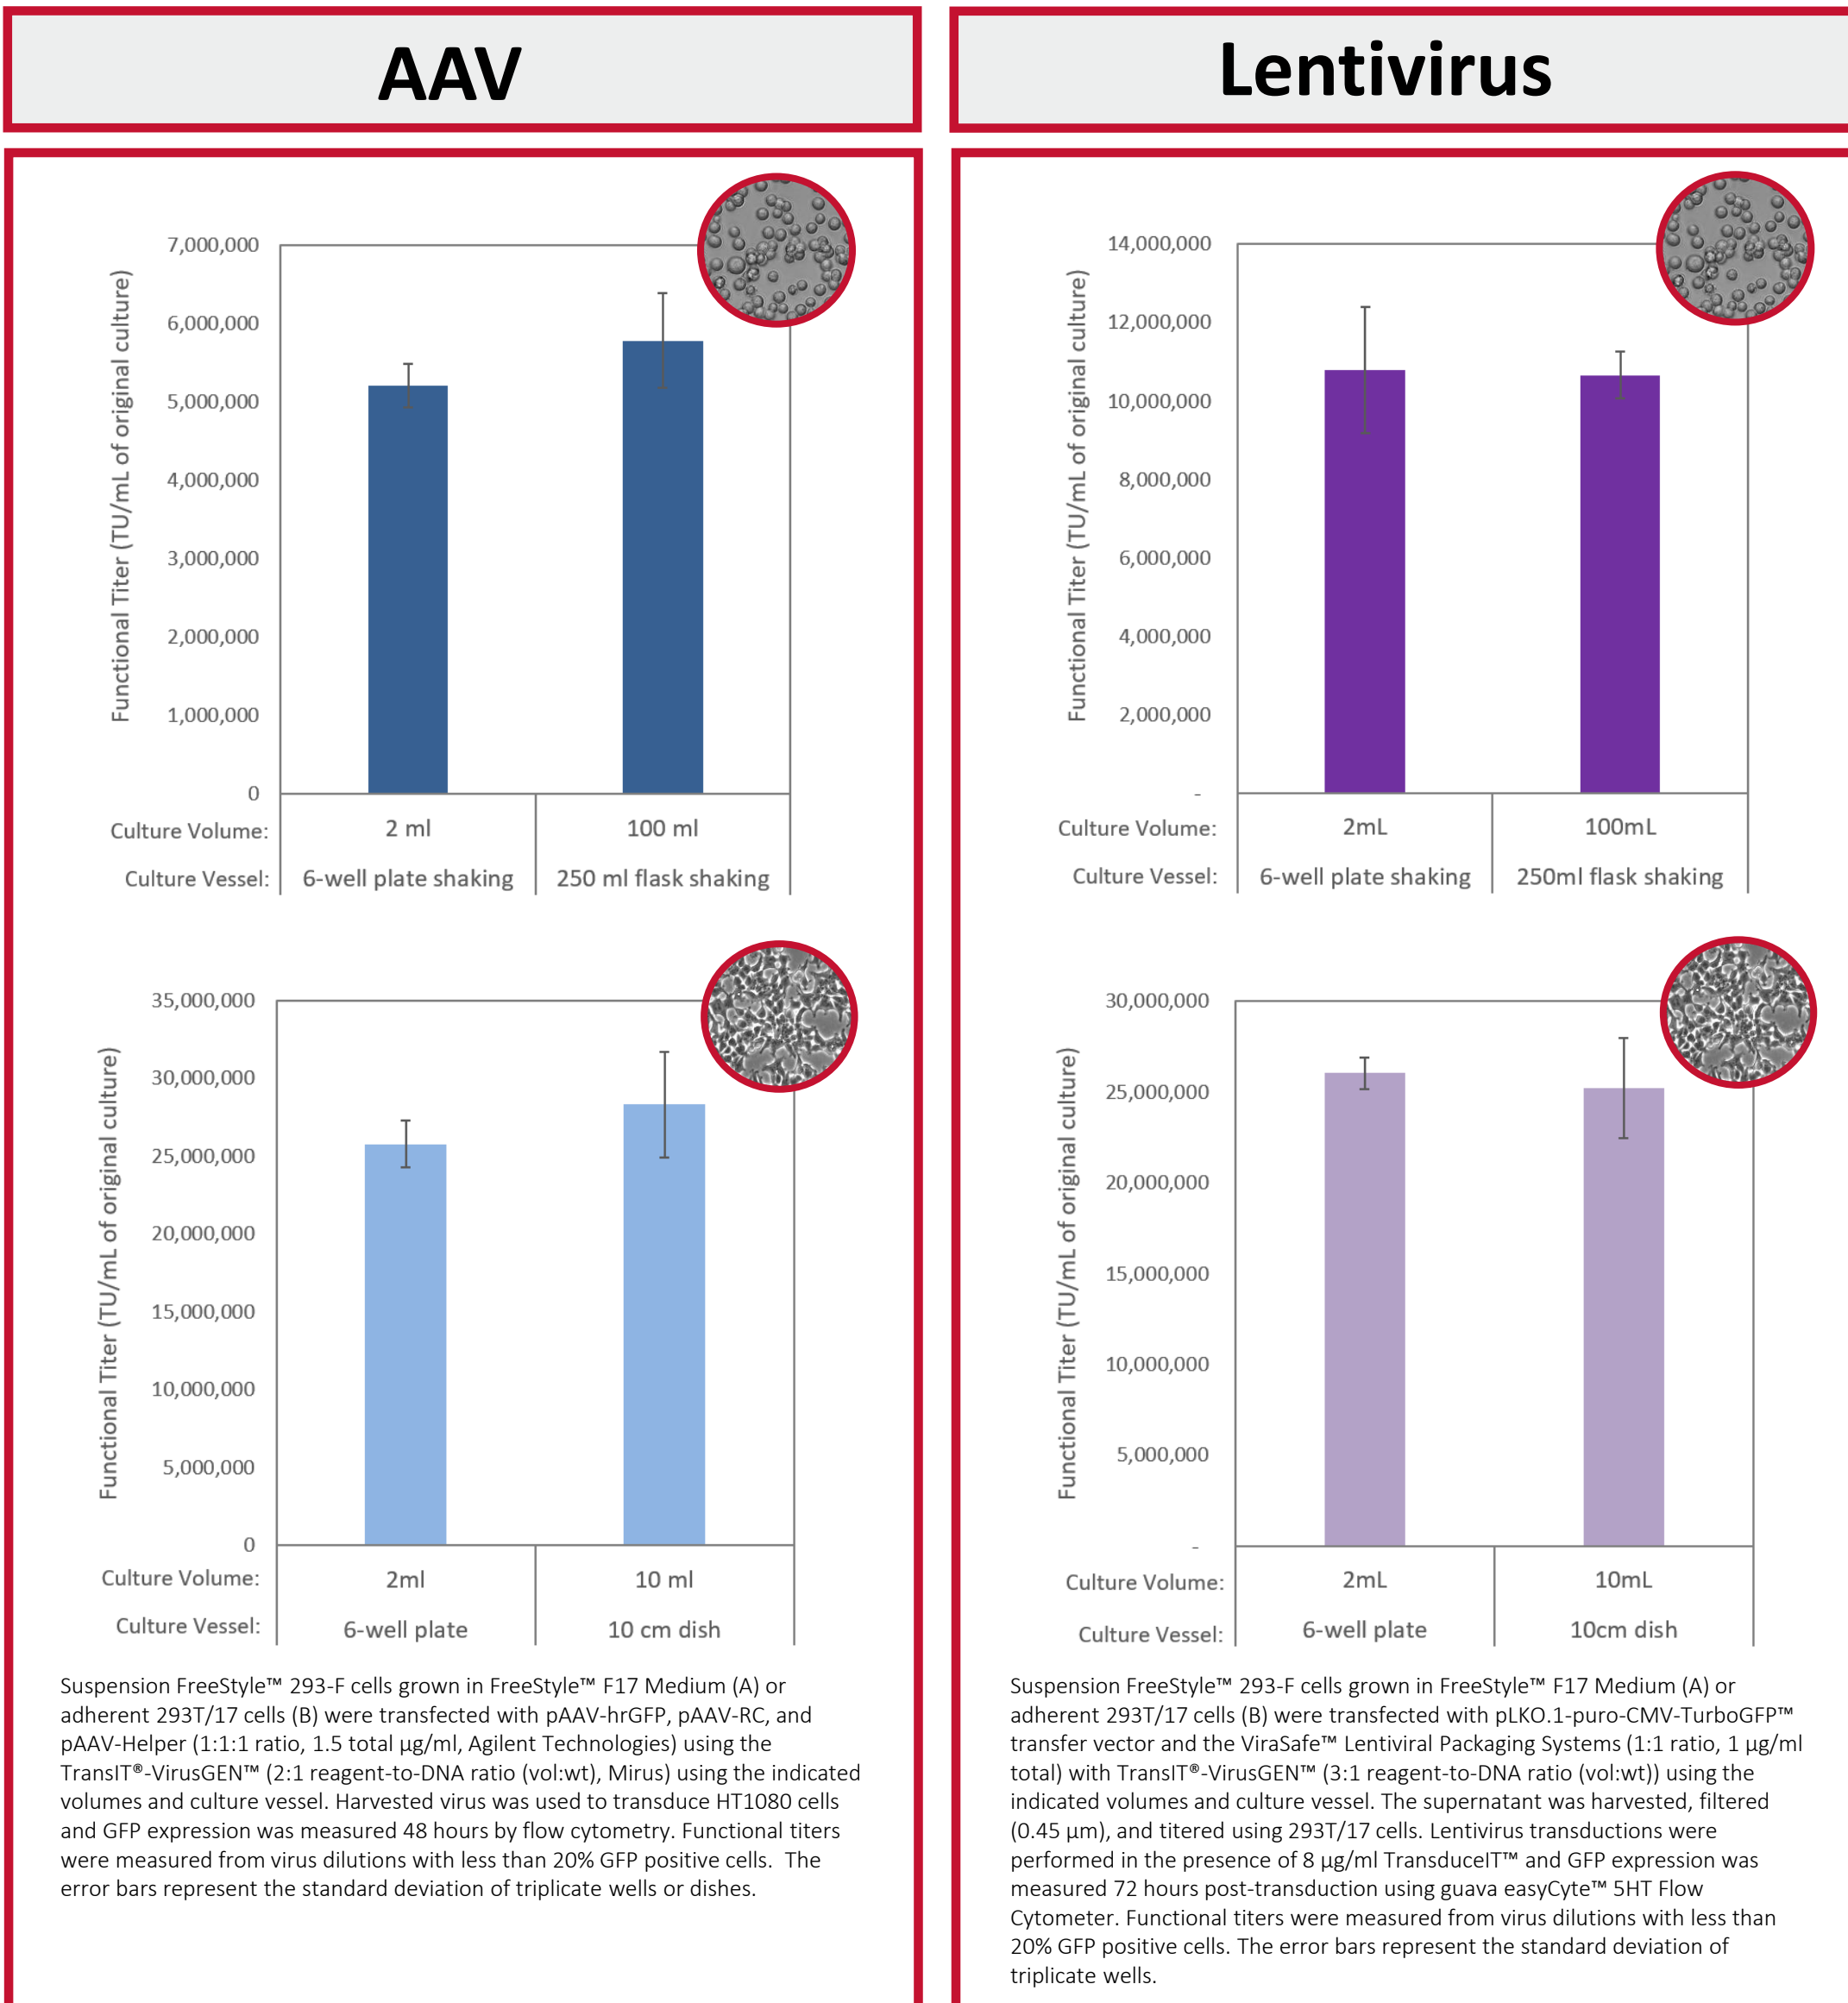 AAV
Functional Titer (TU/mL of original culture)
7,000,000
6,000,000
5,000,000
4,000,000
3,000,000
2,000,000
1,000,000
0
Culture Volume: 2 ml 100 ml
Culture Vessel: 6-well plate shaking 250 ml flask shaking
Functional Titer (TU/mL of original culture)
35,000,000
30,000,000
25,000,000
20,000,000
15,000,000
10,000,000
5,000,000
0
Culture Volume: 2ml 10 ml
Culture Vessel: 6-well plate 10 cm dish
Suspension FreeStyle™ 293-F cells grown in FreeStyle™ F17 Medium (A) or
adherent 293T/17 cells (B) were transfected with pAAV-hrGFP, pAAV-RC, and
pAAV-Helper (1:1:1 ratio, 1.5 total µg/ml, Agilent Technologies) using the
TransIT®-VirusGEN™ (2:1 reagent-to-DNA ratio (vol:wt), Mirus) using the indicated
volumes and culture vessel. Harvested virus was used to transduce HT1080 cells
and GFP expression was measured 48 hours by flow cytometry. Functional titers
were measured from virus dilutions with less than 20% GFP positive cells.  The
error bars represent the standard deviation of triplicate wells or dishes.
Lentivirus
Functional Titer (TU/mL of original culture)
14,000,000
12,000,000
10,000,000
8,000,000
6,000,000
4,000,000
2,000,000
-
Culture Volume: 2mL 100mL
Culture Vessel: 6-well plate shaking 250ml flask shaking
Functional Titer (TU/mL of original culture)
30,000,000
25,000,000
20,000,000
15,000,000
10,000,000
5,000,000
-
Culture Volume: 2mL 10mL
Culture Vessel: 6-well plate 10cm dish
Suspension FreeStyle™ 293-F cells grown in FreeStyle™ F17 Medium (A) or
adherent 293T/17 cells (B) were transfected with pLKO.1-puro-CMV-TurboGFP™
transfer vector and the ViraSafe™ Lentiviral Packaging Systems (1:1 ratio, 1 µg/ml
total) with TransIT®-VirusGEN™ (3:1 reagent-to-DNA ratio (vol:wt)) using the
indicated volumes and culture vessel. The supernatant was harvested, filtered
(0.45 µm), and titered using 293T/17 cells. Lentivirus transductions were
performed in the presence of 8 µg/ml TransduceIT™ and GFP expression was
measured 72 hours post-transduction using guava easyCyte™ 5HT Flow
Cytometer. Functional titers were measured from virus dilutions with less than
20% GFP positive cells. The error bars represent the standard deviation of
triplicate wells.